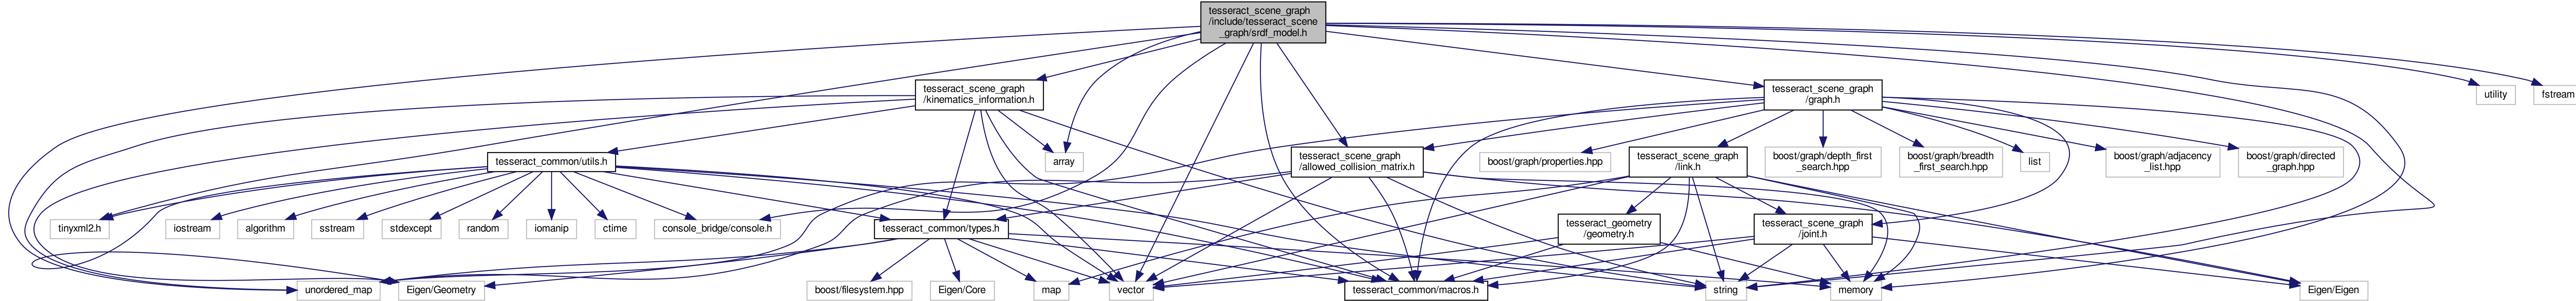 tesseract_scene_graph
/include/tesseract_scene
_graph/srdf_model.h
tesseract_scene_graph
/kinematics_information.h
tesseract_scene_graph
/graph.h
utility
fstream
tesseract_common/utils.h
array
tesseract_scene_graph
/allowed_collision_matrix.h
boost/graph/properties.hpp
tesseract_scene_graph
/link.h
boost/graph/depth_first
_search.hpp
boost/graph/breadth
_first_search.hpp
list
boost/graph/adjacency
_list.hpp
boost/graph/directed
_graph.hpp
tinyxml2.h
iostream
algorithm
sstream
stdexcept
random
iomanip
ctime
console_bridge/console.h
tesseract_common/types.h
tesseract_geometry
/geometry.h
tesseract_scene_graph
/joint.h
unordered_map
Eigen/Geometry
boost/filesystem.hpp
Eigen/Core
map
vector
tesseract_common/macros.h
string
memory
Eigen/Eigen